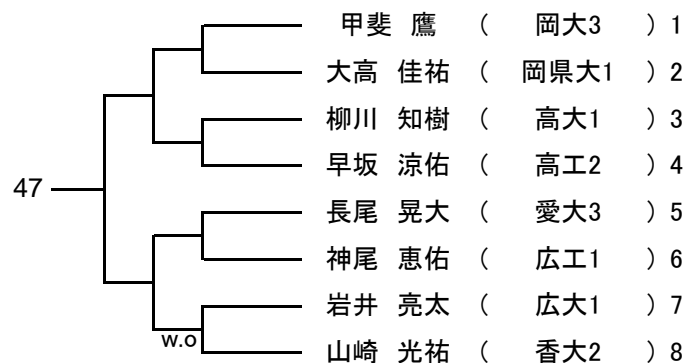 甲斐 鷹 ( 岡大3 ) 1
大高 佳祐 ( 岡県大1 ) 2
柳川 知樹 ( 高大1 ) 3
早坂 涼佑 ( 高工2 ) 4
47
長尾 晃大 ( 愛大3 ) 5
神尾 恵佑 ( 広工1 ) 6
岩井 亮太 ( 広大1 ) 7
w.o
山崎 光祐 ( 香大2 ) 8